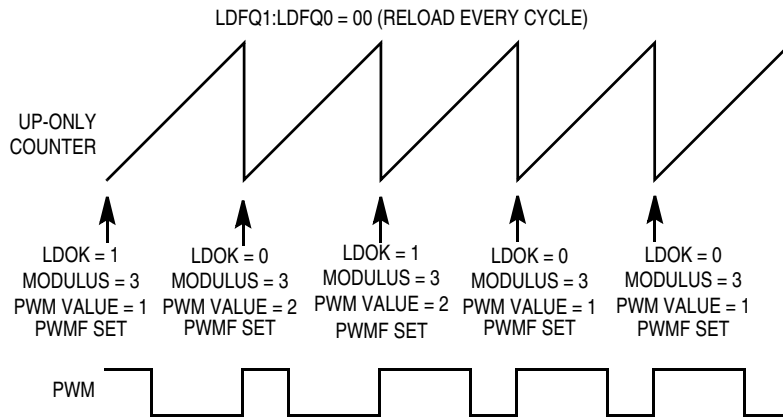 LDFQ1:LDFQ0 = 00 (RELOAD EVERY CYCLE)
UP-ONLY
COUNTER
LDOK = 1
MODULUS = 3
PWM VALUE = 1
PWMF SET
LDOK = 0
MODULUS = 3
PWM VALUE = 2
PWMF SET
LDOK = 1
MODULUS = 3
PWM VALUE = 2
PWMF SET
LDOK = 0
MODULUS = 3
PWM VALUE = 1
PWMF SET
LDOK = 0
MODULUS = 3
PWM VALUE = 1
PWMF SET
PWM